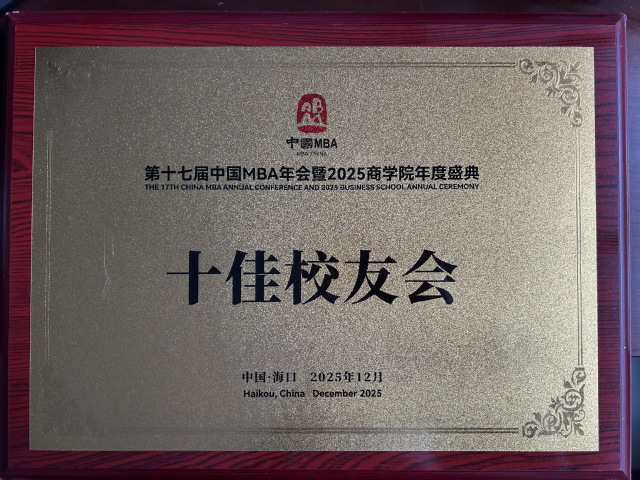 中國MBA
MBA CHINA
第十七届中国MBA年会暨2025商学院年度盛典
THE 17TH CHINA MBA ANNUAL CONFERENCE AND 2025 BUSINESS SCHOOL ANNUAL CEREMONY
十佳校友会
中国·海口 2025年12月
Haikou, China December 2025